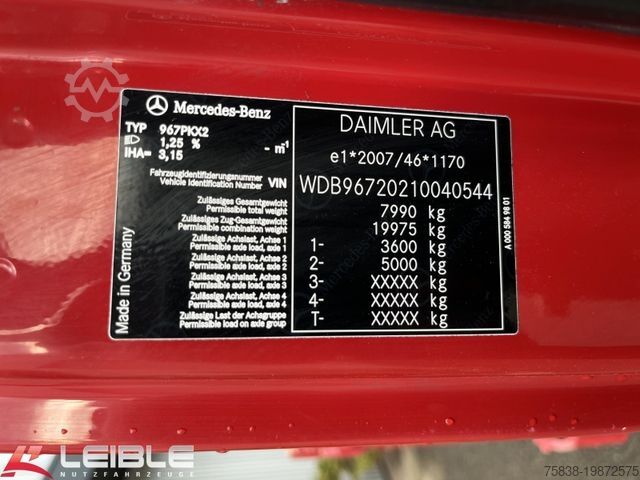 Mercedes-Benz
TYP 967PKX2
1,25 % - m-1
IHA= 3,15
Fahrzeugidentifizierungsnummer
Vehicle Identification Number VIN
Zulässiges Gesamtgewicht
Permissible total weight
Zulässiges Zug-Gesamtgewicht
Permissible combination weight
Zulässige Achslast, Achse 1
Permissible axle load, axle 1
Zulässige Achslast, Achse 2
Permissible axle load, axle 2
Zulässige Achslast, Achse 3
Permissible axle load, axle 3
Zulässige Achslast, Achse 4
Permissible axle load, axle 4
Zulässige Last der Achsgruppe
Permissible load on axle group
Made in Germany
DAIMLER AG
e1*2007/46*1170
WDB96720210040544
7990 kg
19975 kg
1- 3600 kg
2- 5000 kg
3- XXXXX kg
4- XXXXX kg
T- XXXXX kg
A 000 584 98 01
LEIBLE
NUTZFAHRZEUGE
75838-19872575